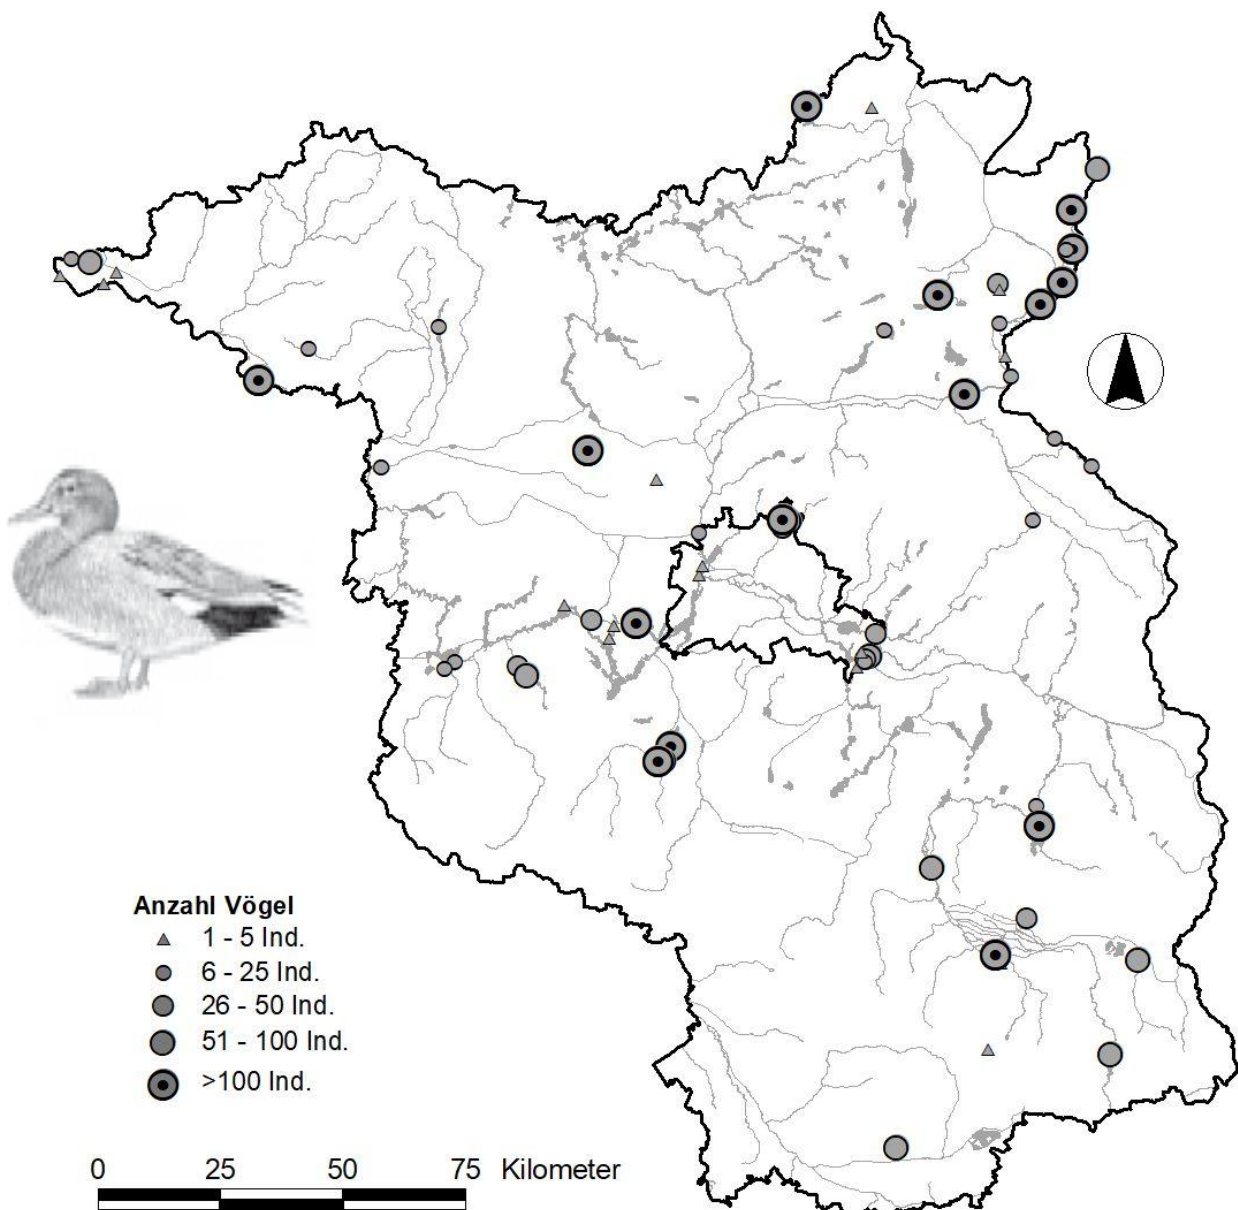 Anzahl Vögel
1 - 5 Ind.
6 - 25 Ind.
26 - 50 Ind.
51 - 100 Ind.
>100 Ind.
0 25 50 75 Kilometer